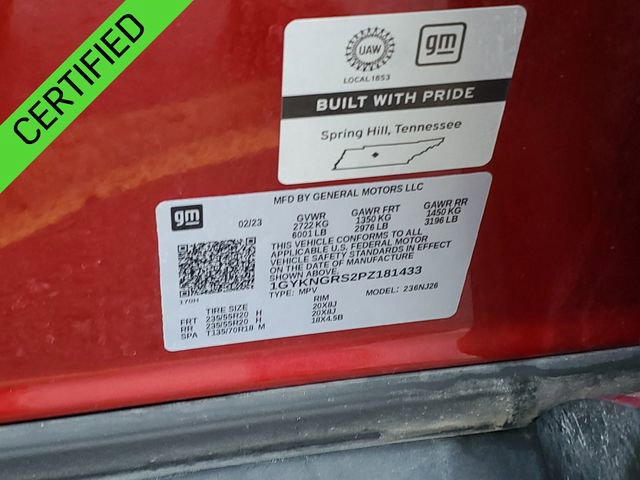 CERTIFIED
UAW
gm
LOCAL 1853
BUILT WITH PRIDE
Spring Hill, Tennessee
gm
MFD BY GENERAL MOTORS LLC
02/23 GVWR GAWR FRT GAWR RR
2722 KG 1350 KG 1450 KG
6001 LB 2976 LB 3196 LB
THIS VEHICLE CONFORMS TO ALL
APPLICABLE U.S. FEDERAL MOTOR
VEHICLE SAFETY STANDARDS IN EFFECT
ON THE DATE OF MANUFACTURE
SHOWN ABOVE.
1GYKNGRS2PZ181433
TYPE: MPV MODEL: 236NJ26
170H
TIRE SIZE RIM
FRT 235/55R20 H 20X8J
RR 235/55R20 H 20X8J
SPA T135/70R18 M 18X4.5B